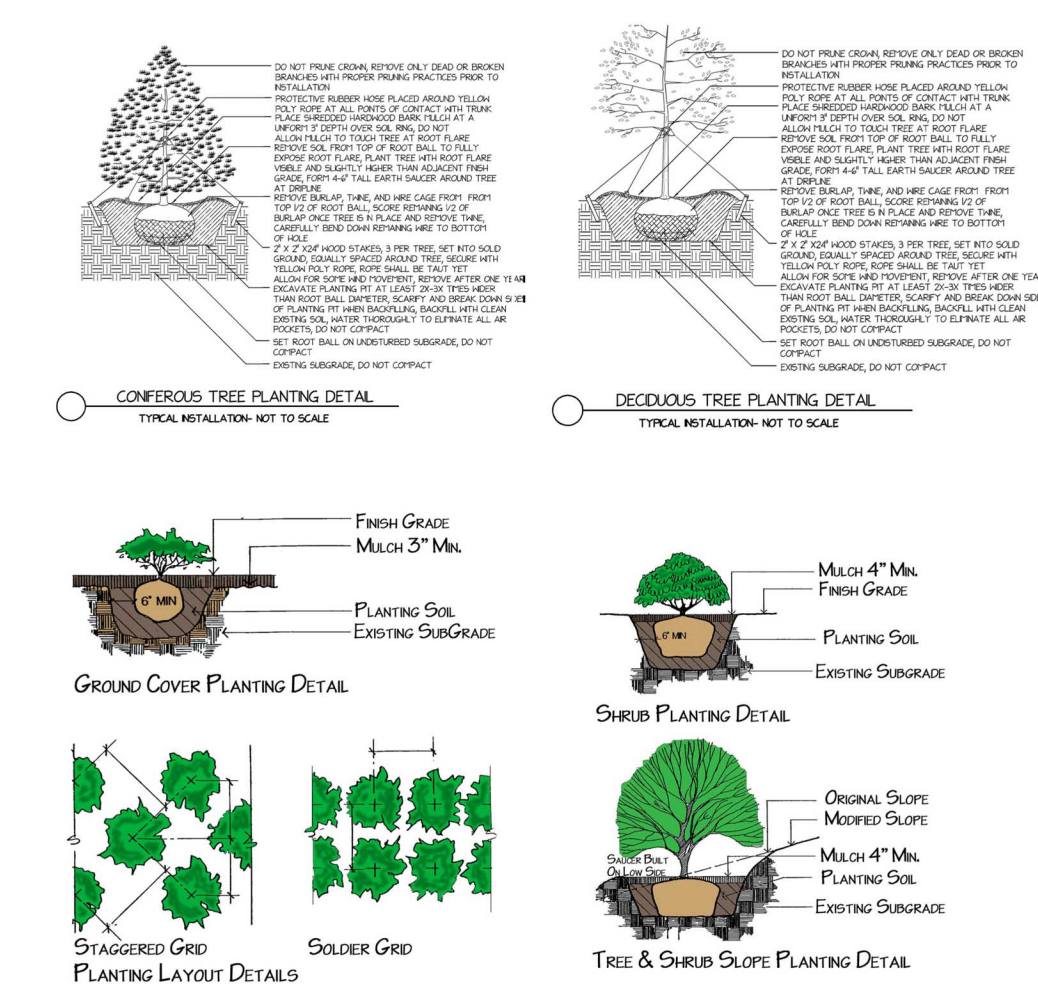 DO NOT PRUNE CROWN, REMOVE ONLY DEAD OR BROKEN
BRANCHES WITH PROPER PRUNING PRACTICES PRIOR TO
INSTALLATION
PROTECTIVE RUBBER HOSE PLACED AROUND YELLOW
POLY ROPE AT ALL POINTS OF CONTACT WITH TRUNK
PLACE SHREDDED HARDWOOD BARK MULCH AT A
UNIFORM 3" DEPTH OVER SOIL RING, DO NOT
ALLOW MULCH TO TOUCH TREE AT ROOT FLARE
REMOVE SOIL FROM TOP OF ROOT BALL TO FULLY
EXPOSE ROOT FLARE, PLANT TREE WITH ROOT FLARE
VISIBLE AND SLIGHTLY HIGHER THAN ADJACENT FINISH
GRADE, FORM 4-6" TALL EARTH SAUCER AROUND TREE
AT DRIPLINE
REMOVE BURLAP, TWINE, AND WIRE CAGE FROM FROM
TOP 1/2 OF ROOT BALL, SCORE REMAINING 1/2 OF
BURLAP ONCE TREE IS IN PLACE AND REMOVE TWINE,
CAREFULLY BEND DOWN REMAINING WIRE TO BOTTOM
OF HOLE
2" X 2" X24" WOOD STAKES, 3 PER TREE, SET INTO SOLID
GROUND, EQUALLY SPACED AROUND TREE, SECURE WITH
YELLOW POLY ROPE, ROPE SHALL BE TAUT YET
ALLOW FOR SOME WIND MOVEMENT, REMOVE AFTER ONE YEAR
EXCAVATE PLANTING PIT AT LEAST 2X-3X TIMES WIDER
THAN ROOT BALL DIAMETER, SCARIFY AND BREAK DOWN SIDES
OF PLANTING PIT WHEN BACKFILLING, BACKFILL WITH CLEAN
EXISTING SOIL, WATER THOROUGHLY TO ELIMINATE ALL AIR
POCKETS, DO NOT COMPACT
SET ROOT BALL ON UNDISTURBED SUBGRADE, DO NOT
COMPACT
EXISTING SUBGRADE, DO NOT COMPACT
CONIFEROUS TREE PLANTING DETAIL
TYPICAL INSTALLATION- NOT TO SCALE
DO NOT PRUNE CROWN, REMOVE ONLY DEAD OR BROKEN
BRANCHES WITH PROPER PRUNING PRACTICES PRIOR TO
INSTALLATION
PROTECTIVE RUBBER HOSE PLACED AROUND YELLOW
POLY ROPE AT ALL POINTS OF CONTACT WITH TRUNK
PLACE SHREDDED HARDWOOD BARK MULCH AT A
UNIFORM 3" DEPTH OVER SOIL RING, DO NOT
ALLOW MULCH TO TOUCH TREE AT ROOT FLARE
REMOVE SOIL FROM TOP OF ROOT BALL TO FULLY
EXPOSE ROOT FLARE, PLANT TREE WITH ROOT FLARE
VISIBLE AND SLIGHTLY HIGHER THAN ADJACENT FINISH
GRADE, FORM 4-6" TALL EARTH SAUCER AROUND TREE
AT DRIPLINE
REMOVE BURLAP, TWINE, AND WIRE CAGE FROM FROM
TOP 1/2 OF ROOT BALL, SCORE REMAINING 1/2 OF
BURLAP ONCE TREE IS IN PLACE AND REMOVE TWINE,
CAREFULLY BEND DOWN REMAINING WIRE TO BOTTOM
OF HOLE
2" X 2" X24" WOOD STAKES, 3 PER TREE, SET INTO SOLID
GROUND, EQUALLY SPACED AROUND TREE, SECURE WITH
YELLOW POLY ROPE, ROPE SHALL BE TAUT YET
ALLOW FOR SOME WIND MOVEMENT, REMOVE AFTER ONE YEA
EXCAVATE PLANTING PIT AT LEAST 2X-3X TIMES WIDER
THAN ROOT BALL DIAMETER, SCARIFY AND BREAK DOWN SIDE
OF PLANTING PIT WHEN BACKFILLING, BACKFILL WITH CLEAN
EXISTING SOIL, WATER THOROUGHLY TO ELIMINATE ALL AIR
POCKETS, DO NOT COMPACT
SET ROOT BALL ON UNDISTURBED SUBGRADE, DO NOT
COMPACT
EXISTING SUBGRADE, DO NOT COMPACT
DECIDUOUS TREE PLANTING DETAIL
TYPICAL INSTALLATION- NOT TO SCALE
FINISH GRADE
MULCH 3" MIN.
6" MIN
PLANTING SOIL
EXISTING SUBGRADE
GROUND COVER PLANTING DETAIL
MULCH 4" MIN.
FINISH GRADE
6" MIN
PLANTING SOIL
EXISTING SUBGRADE
SHRUB PLANTING DETAIL
STAGGERED GRID
SOLDIER GRID
PLANTING LAYOUT DETAILS
ORIGINAL SLOPE
MODIFIED SLOPE
SAUCER BUILT
ON LOW SIDE
MULCH 4" MIN.
PLANTING SOIL
EXISTING SUBGRADE
TREE & SHRUB SLOPE PLANTING DETAIL